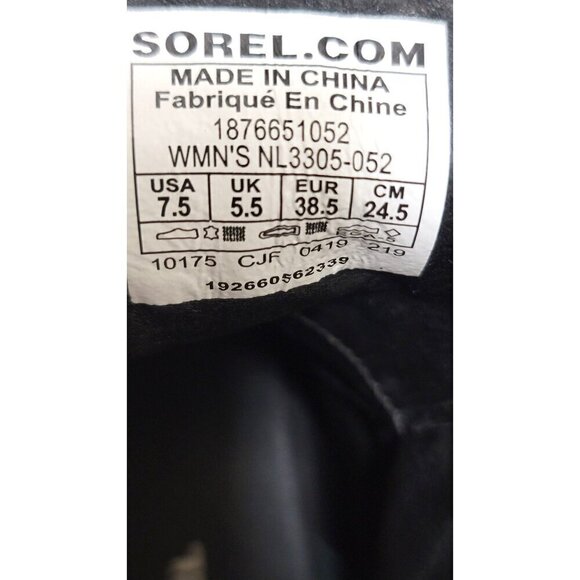 SOREL.COM
MADE IN CHINA
Fabriqué En Chine
1876651052
WMN'S NL3305-052
USA UK EUR CM
7.5 5.5 38.5 24.5
10175 CJF 0419 219
192660562339